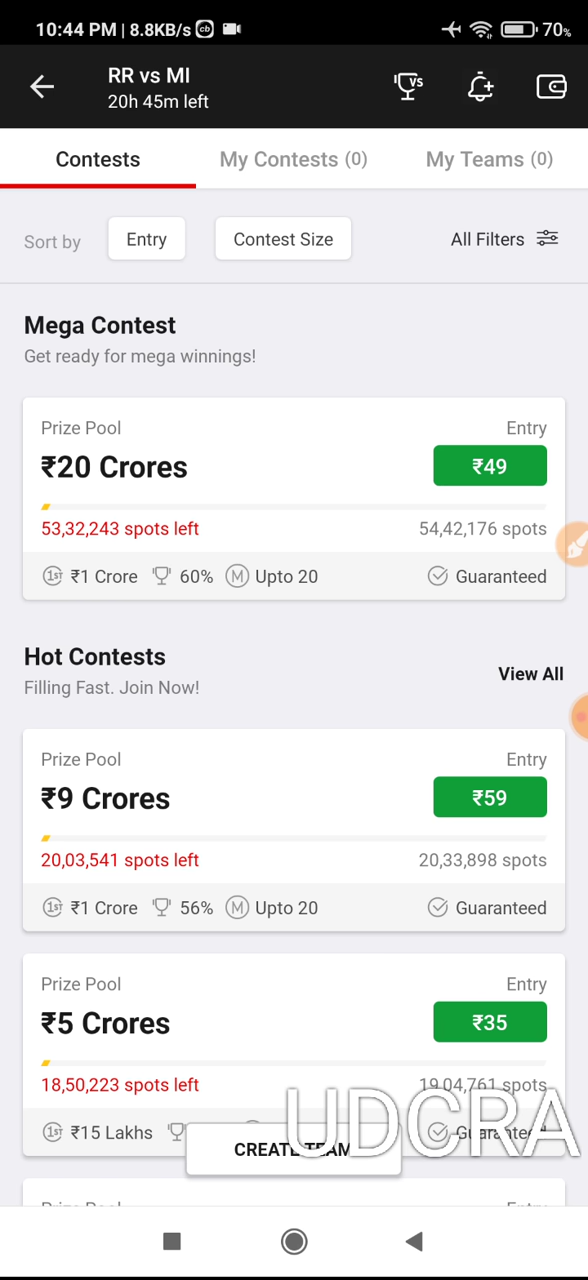 10:44 PM | 8.8KB/s cb 70%
RR vs MI
VS
20h 45m left
Contests My Contests (0) My Teams (0)
Sort by Entry Contest Size All Filters
Mega Contest
Get ready for mega winnings!
Prize Pool Entry
₹20 Crores ₹49
53,32,243 spots left 54,42,176 spots
1ST ₹1 Crore 60% M Upto 20 Guaranteed
Hot Contests
View All
Filling Fast. Join Now!
Prize Pool Entry
₹9 Crores ₹59
20,03,541 spots left 20,33,898 spots
1ST ₹1 Crore 56% M Upto 20 Guaranteed
Prize Pool Entry
₹5 Crores ₹35
18,50,223 spots left 19,04,761 spots
UDCRA
1ST ₹15 Lakhs Guaranteed
CREATE TEAM